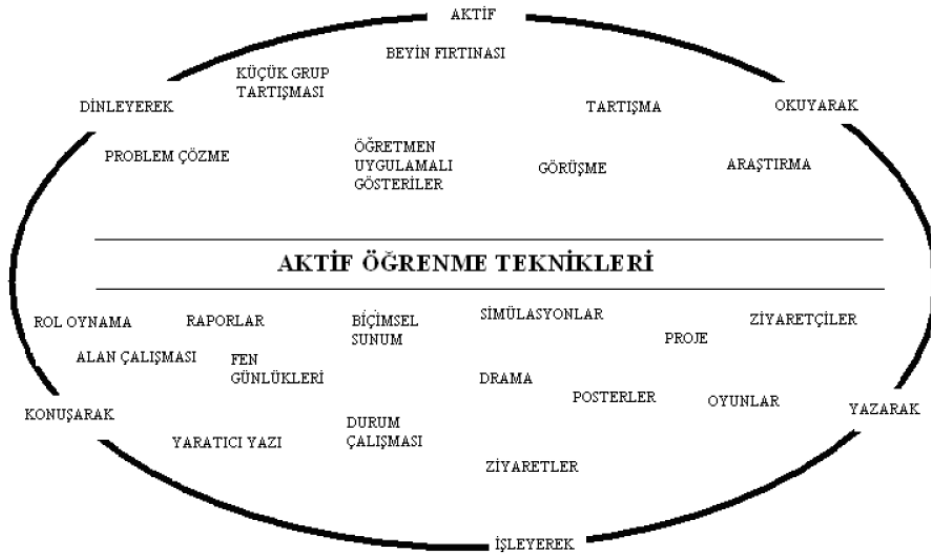 AKTİF
BEYİN FIRTINASI
KÜÇÜK GRUP
TARTIŞMASI
DİNLEYEREK
TARTIŞMA
OKUYARAK
PROBLEM ÇÖZME
ÖĞRETMEN
UYGULAMALI
GÖSTERİLER
GÖRÜŞME
ARAŞTIRMA
AKTİF ÖĞRENME TEKNİKLERİ
ROL OYNAMA
RAPORLAR
BİÇİMSEL
SUNUM
SİMÜLASYONLAR
PROJE
ZİYARETÇİLER
ALAN ÇALIŞMASI
FEN
GÜNLÜKLERİ
DRAMA
POSTERLER
OYUNLAR
KONUŞARAK
YAZARAK
YARATICI YAZI
DURUM
ÇALIŞMASI
ZİYARETLER
İŞLEYEREK